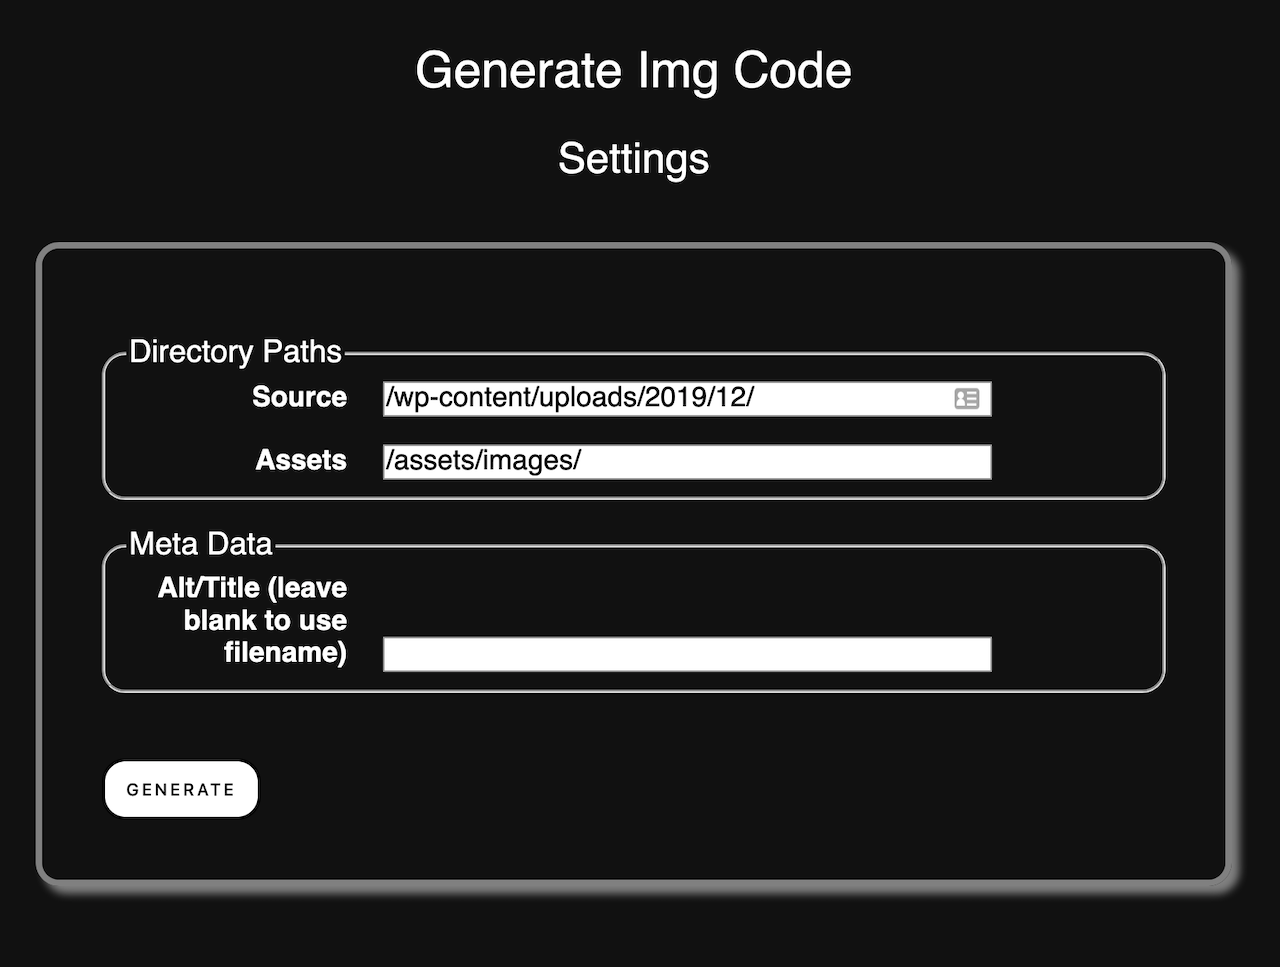 Generate Img Code
Settings
Directory Paths
Source
/wp-content/uploads/2019/12/
Assets
/assets/images/
Meta Data
Alt/Title (leave
blank to use
filename)
GENERATE